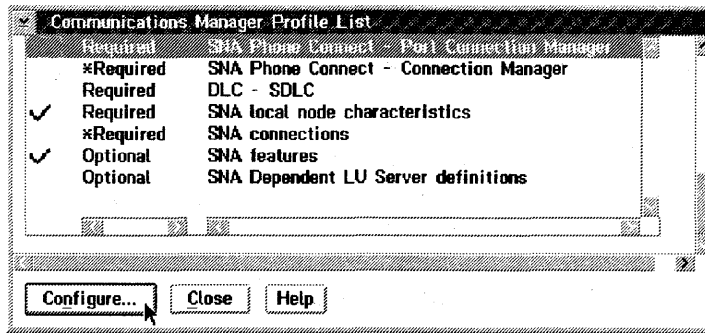 Communications Manager Profile List
Required SNA Phone Connect - Port Connection Manager
*Required SNA Phone Connect - Connection Manager
Required DLC - SDLC
Required SNA local node characteristics
*Required SNA connections
Optional SNA features
Optional SNA Dependent LU Server definitions
Configure... Close Help